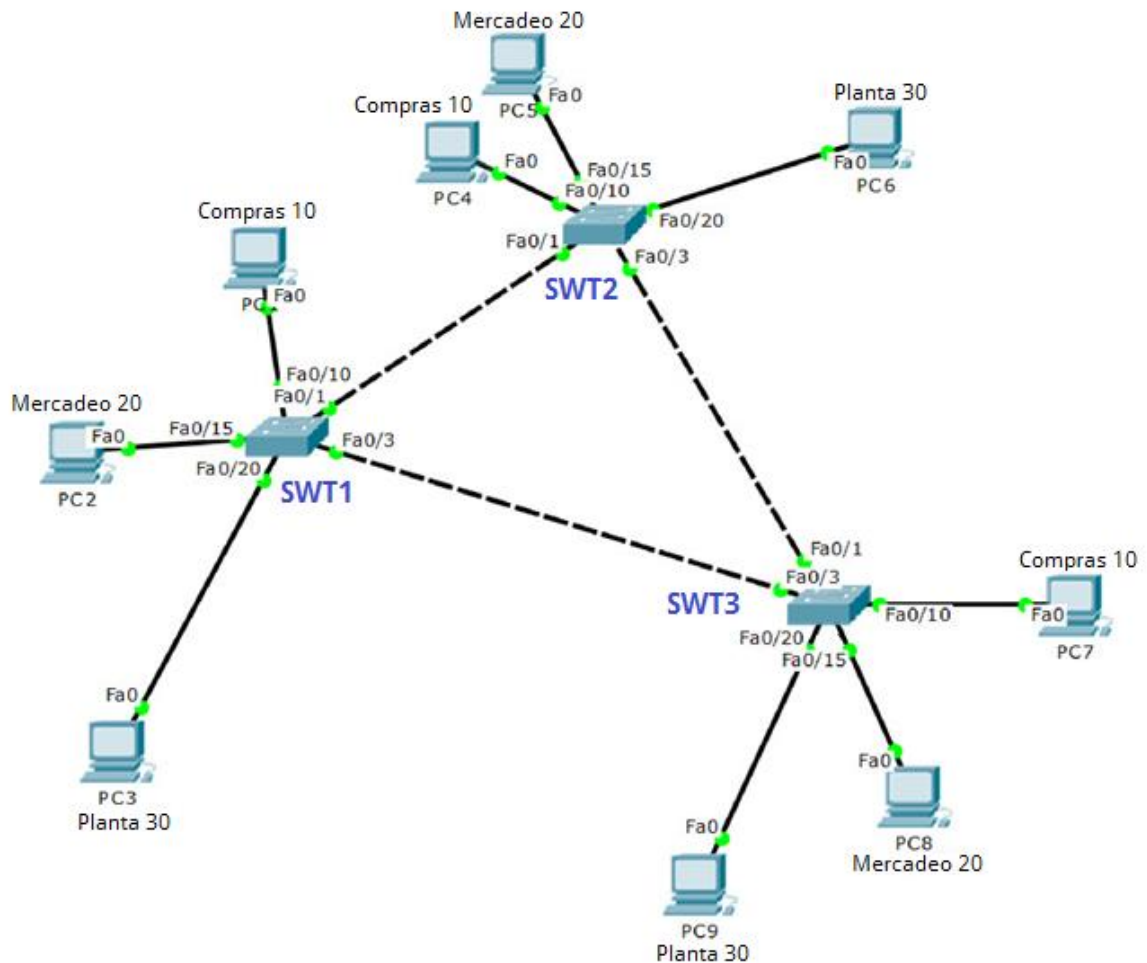 Mercadeo 20
Fa0
PC5
Compras 10
Fa0
PC4
Planta 30
Fa0
PC6
Fa0/15
Fa0/10
Fa0/20
Fa0/1
Fa0/3
SWT2
Compras 10
Fa0
Fa0/10
Fa0/1
Mercadeo 20
Fa0
PC2
Fa0/15
Fa0/3
Fa0/20
SWT1
Fa0
PC3
Planta 30
Fa0/1
Fa0/3
SWT3
Fa0/10
Compras 10
Fa0
PC7
Fa0/20
Fa0/15
Fa0
PC8
Mercadeo 20
Fa0
PC9
Planta 30